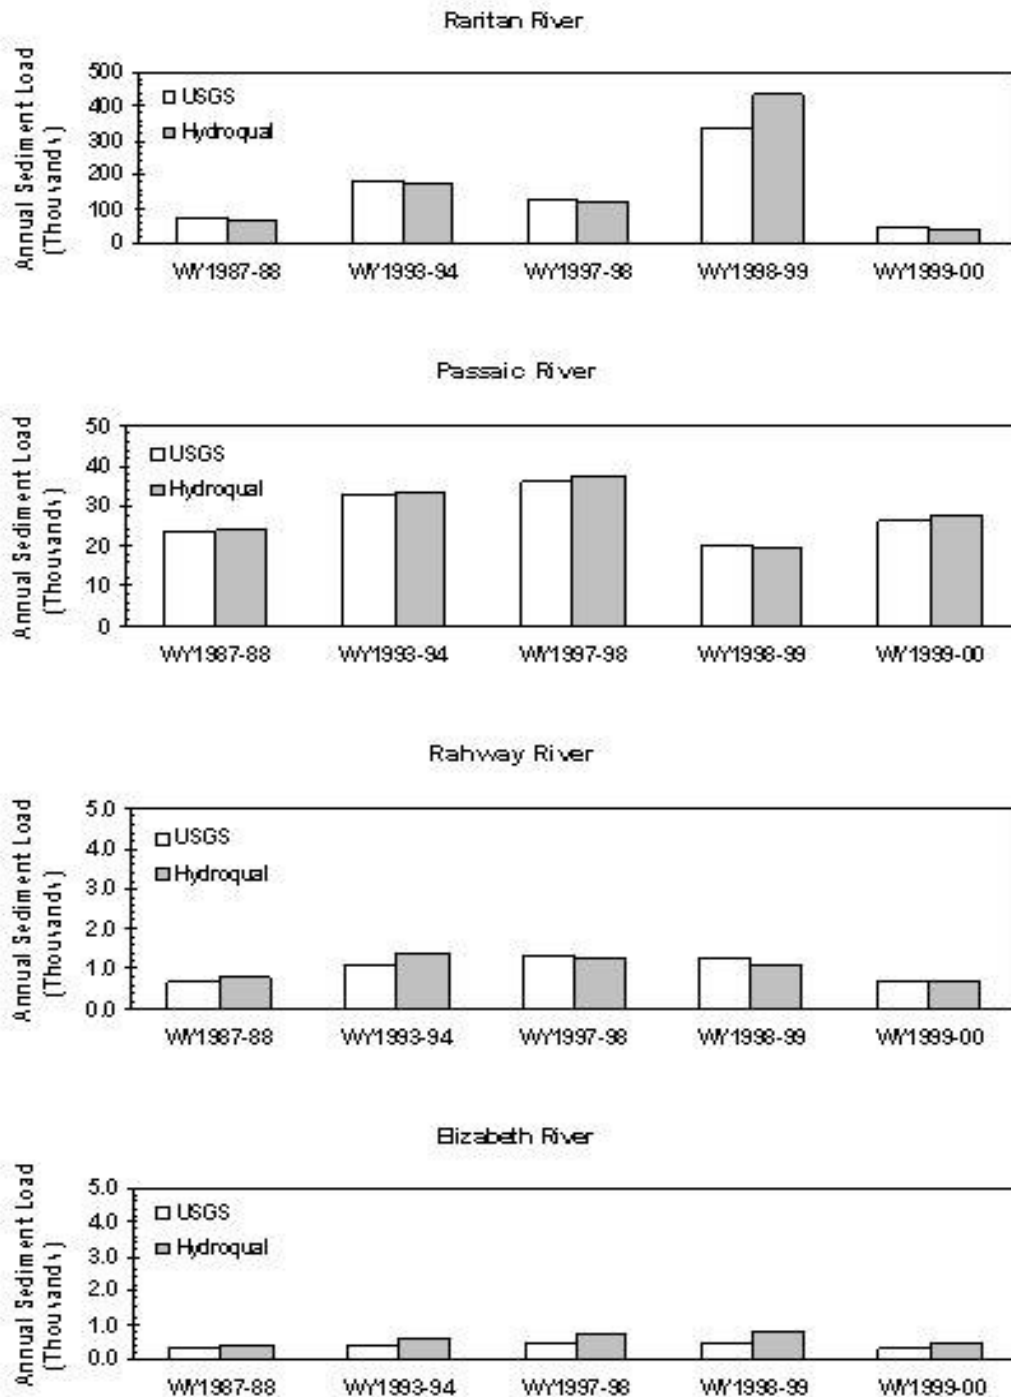 Raritan River
Annual Sediment Load
(Thousands)
500
400
300
200
100
0
USGS
Hydroqual
WY1987-88 WY1993-94 WY1997-98 WY1998-99 WY1999-00
Passaic River
Annual Sediment Load
(Thousands)
50
40
30
20
10
0
USGS
Hydroqual
WY1987-88 WY1993-94 WY1997-98 WY1998-99 WY1999-00
Rahway River
Annual Sediment Load
(Thousands)
5.0
4.0
3.0
2.0
1.0
0.0
USGS
Hydroqual
WY1987-88 WY1993-94 WY1997-98 WY1998-99 WY1999-00
Elizabeth River
Annual Sediment Load
(Thousands)
5.0
4.0
3.0
2.0
1.0
0.0
USGS
Hydroqual
WY1987-88 WY1993-94 WY1997-98 WY1998-99 WY1999-00